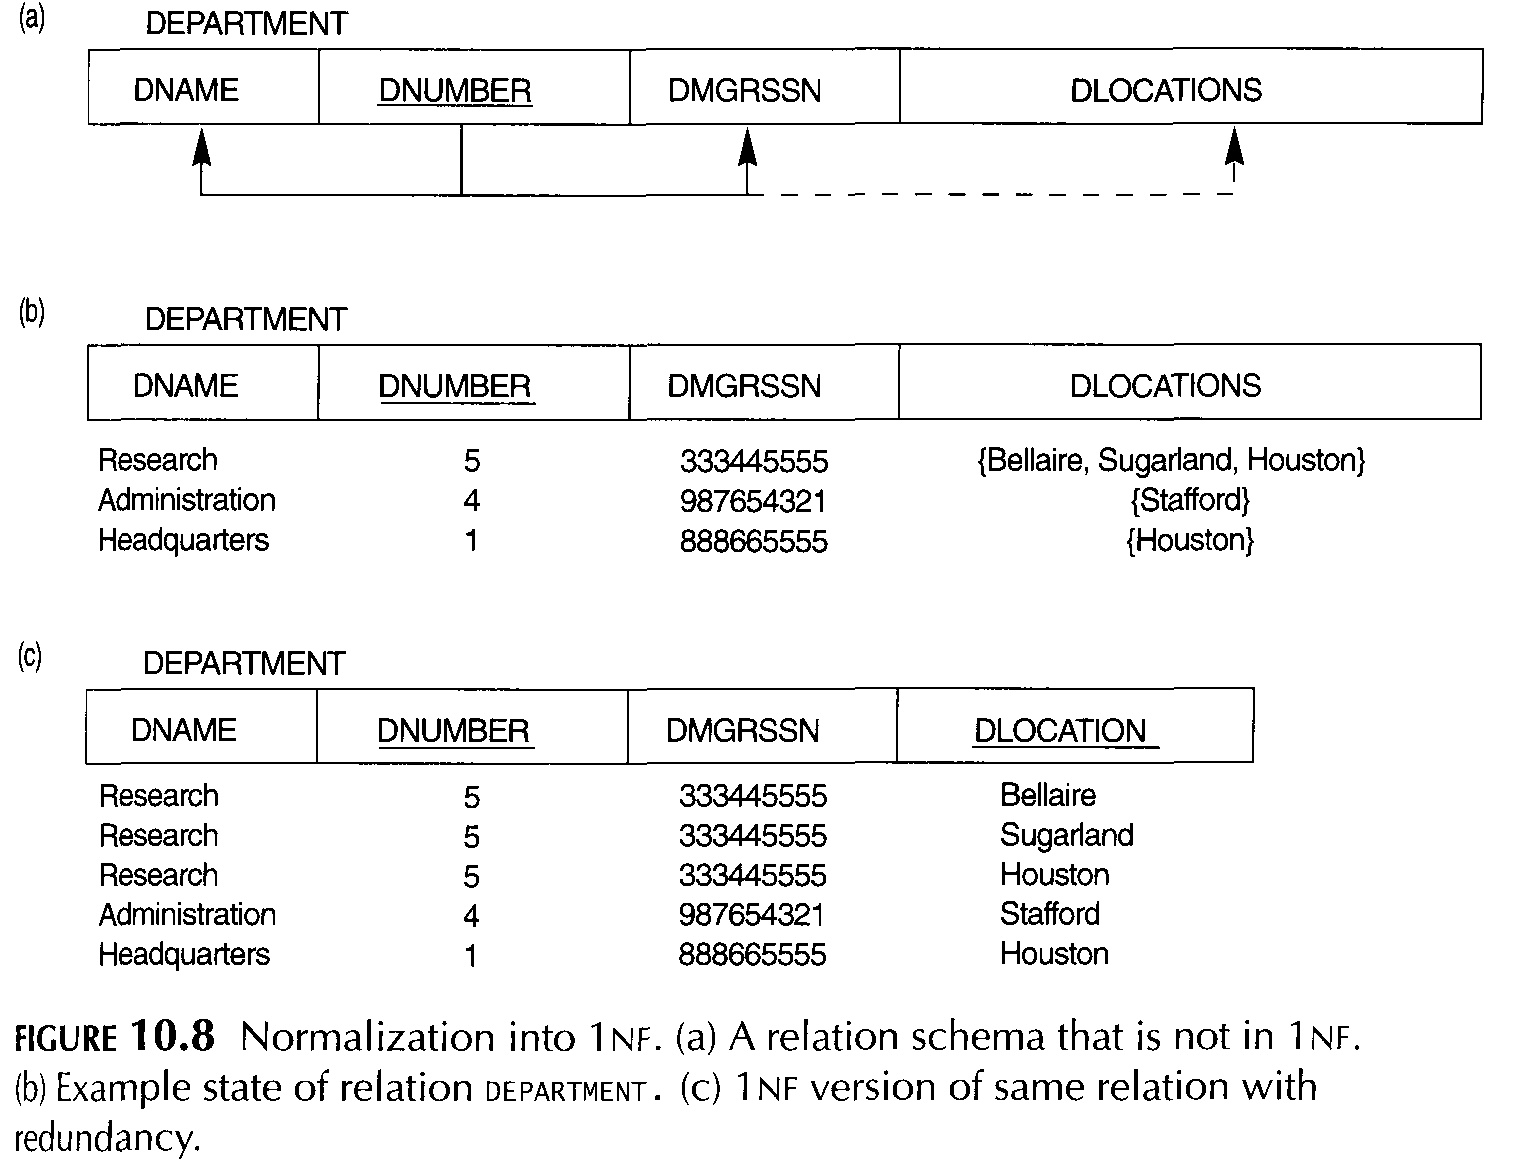 (a) DEPARTMENT
DNAME DNUMBER DMGRSSN DLOCATIONS
(b) DEPARTMENT
DNAME DNUMBER DMGRSSN DLOCATIONS
Research 5 333445555 {Bellaire, Sugarland, Houston}
Administration 4 987654321 {Stafford}
Headquarters 1 888665555 {Houston}
(c) DEPARTMENT
DNAME DNUMBER DMGRSSN DLOCATION
Research 5 333445555 Bellaire
Research 5 333445555 Sugarland
Research 5 333445555 Houston
Administration 4 987654321 Stafford
Headquarters 1 888665555 Houston
FIGURE 10.8 Normalization into 1NF. (a) A relation schema that is not in 1NF.
(b) Example state of relation DEPARTMENT. (c) 1NF version of same relation with
redundancy.